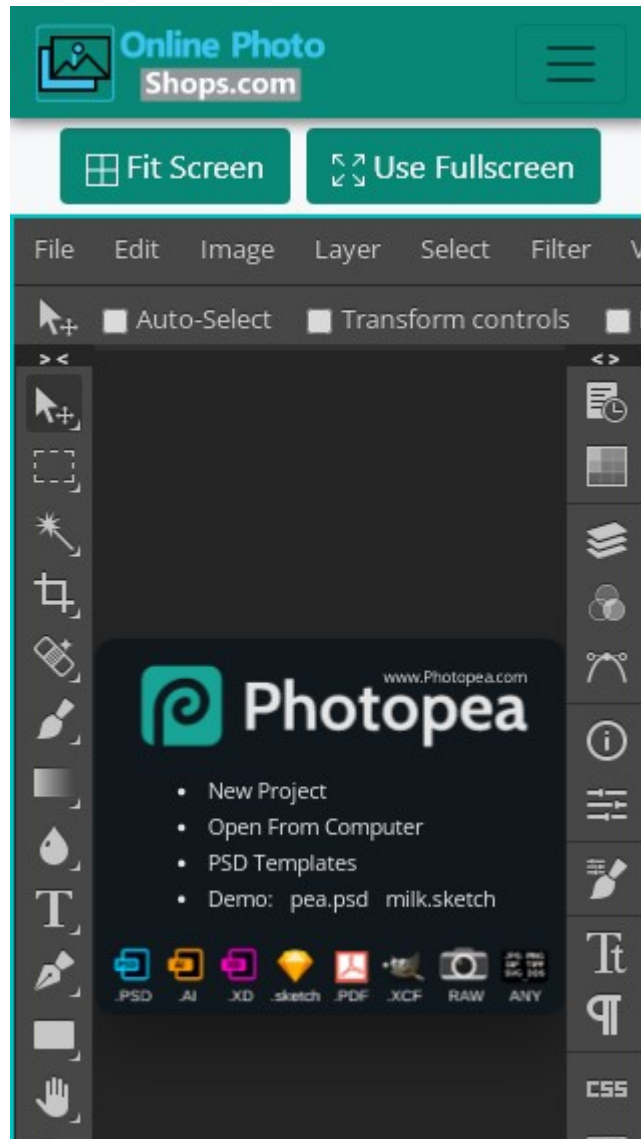 Online Photo
Shops.com
Fit Screen
Use Fullscreen
File Edit Image Layer Select Filter
Auto-Select Transform controls
> <
< >
www.Photopea.com
Photopea
• New Project
• Open From Computer
• PSD Templates
• Demo: pea.psd milk.sketch
.PSD .AI .XD .sketch .PDF .XCF RAW ANY
T
Tt
¶
CSS